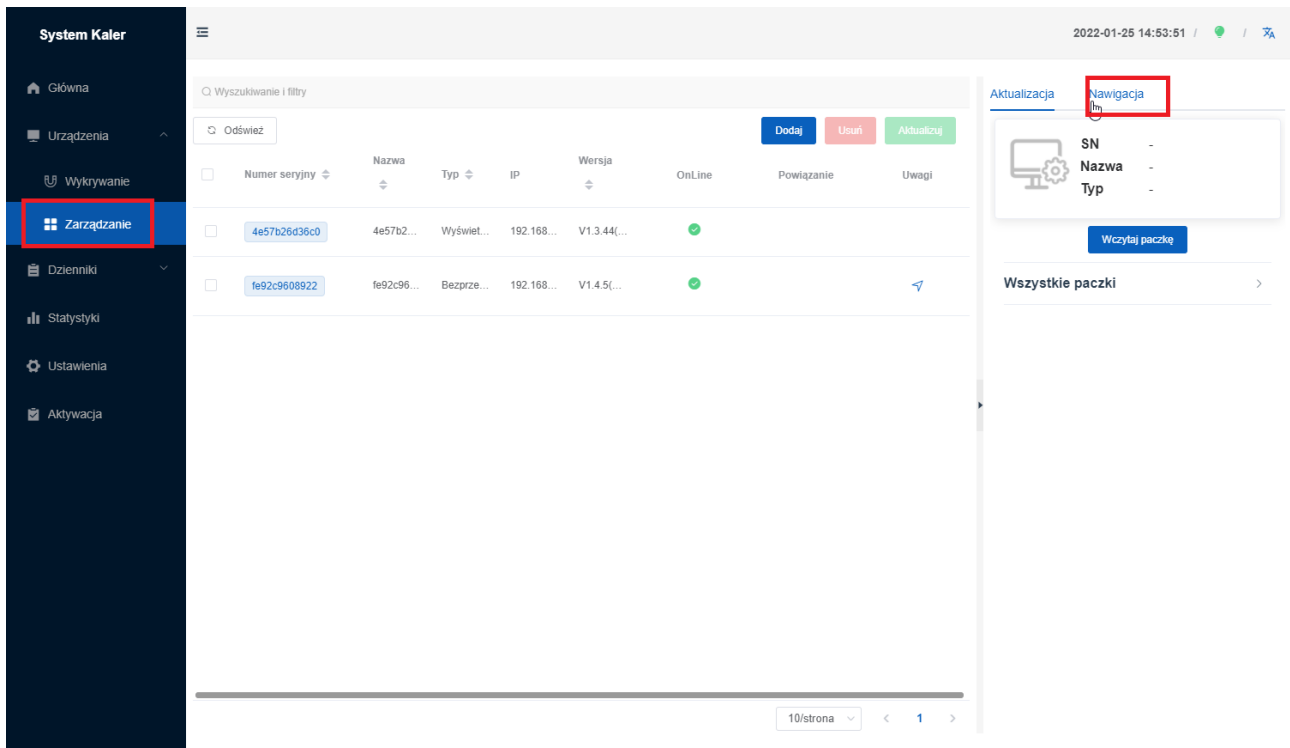 System Kaler
2022-01-25 14:53:51 / /
Główna
Urządzenia
Wykrywanie
Zarządzanie
Dzienniki
Statystyki
Ustawienia
Aktywacja
Wyszukiwanie i filtry
Odśwież
Dodaj
Usuń
Aktualizuj
Numer seryjny
Nazwa
Typ
IP
Wersja
OnLine
Powiązanie
Uwagi
4e57b26d36c0 4e57b2... Wyświet... 192.168... V1.3.44(...
fe92c9608922 fe92c96... Bezprze... 192.168... V1.4.5(...
10/strona < 1 >
Aktualizacja Nawigacja
SN -
Nazwa -
Typ -
Wczytaj paczkę
Wszystkie paczki >